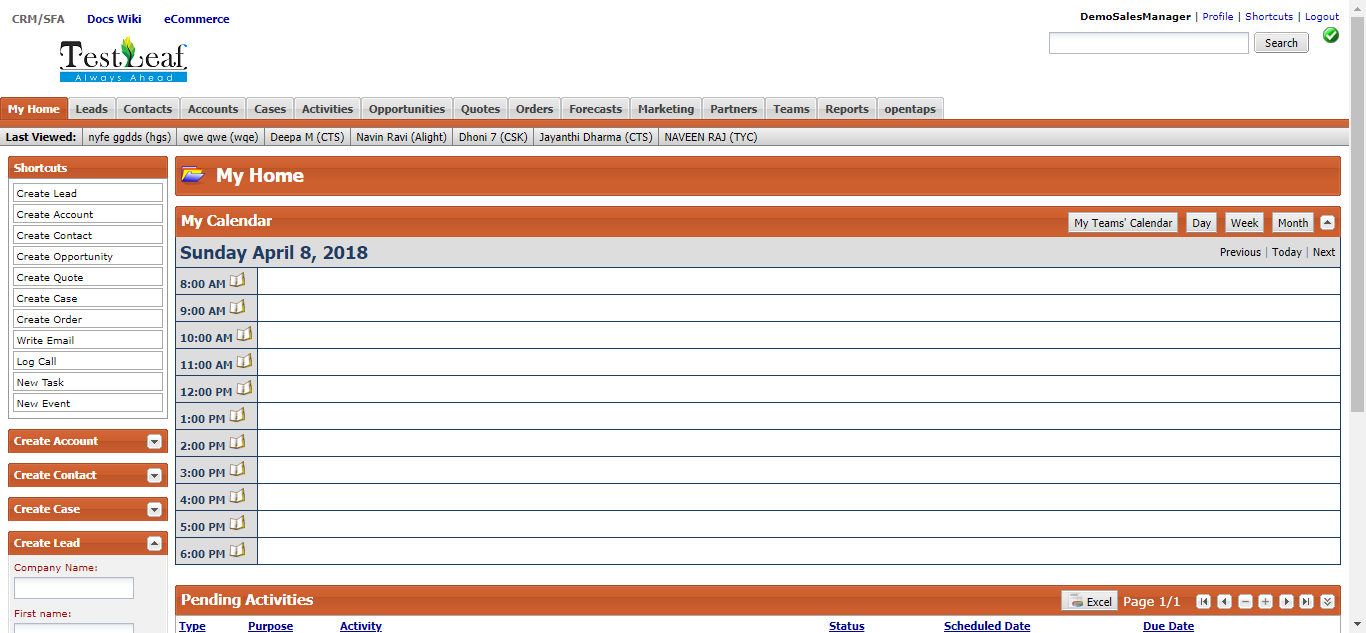 CRM/SFA Docs Wiki eCommerce
DemoSalesManager | Profile | Shortcuts | Logout
Search
TestLeaf
Always Ahead
My Home Leads Contacts Accounts Cases Activities Opportunities Quotes Orders Forecasts Marketing Partners Teams Reports opentaps
Last Viewed: nyfe ggdds (hgs) qwe qwe (wqe) Deepa M (CTS) Navin Ravi (Alight) Dhoni 7 (CSK) Jayanthi Dharma (CTS) NAVEEN RAJ (TYC)
Shortcuts
Create Lead
Create Account
Create Contact
Create Opportunity
Create Quote
Create Case
Create Order
Write Email
Log Call
New Task
New Event
Create Account
Create Contact
Create Case
Create Lead
Company Name:
First name:
My Home
My Calendar My Teams' Calendar Day Week Month
Sunday April 8, 2018 Previous | Today | Next
8:00 AM
9:00 AM
10:00 AM
11:00 AM
12:00 PM
1:00 PM
2:00 PM
3:00 PM
4:00 PM
5:00 PM
6:00 PM
Pending Activities Excel Page 1/1
Type Purpose Activity Status Scheduled Date Due Date